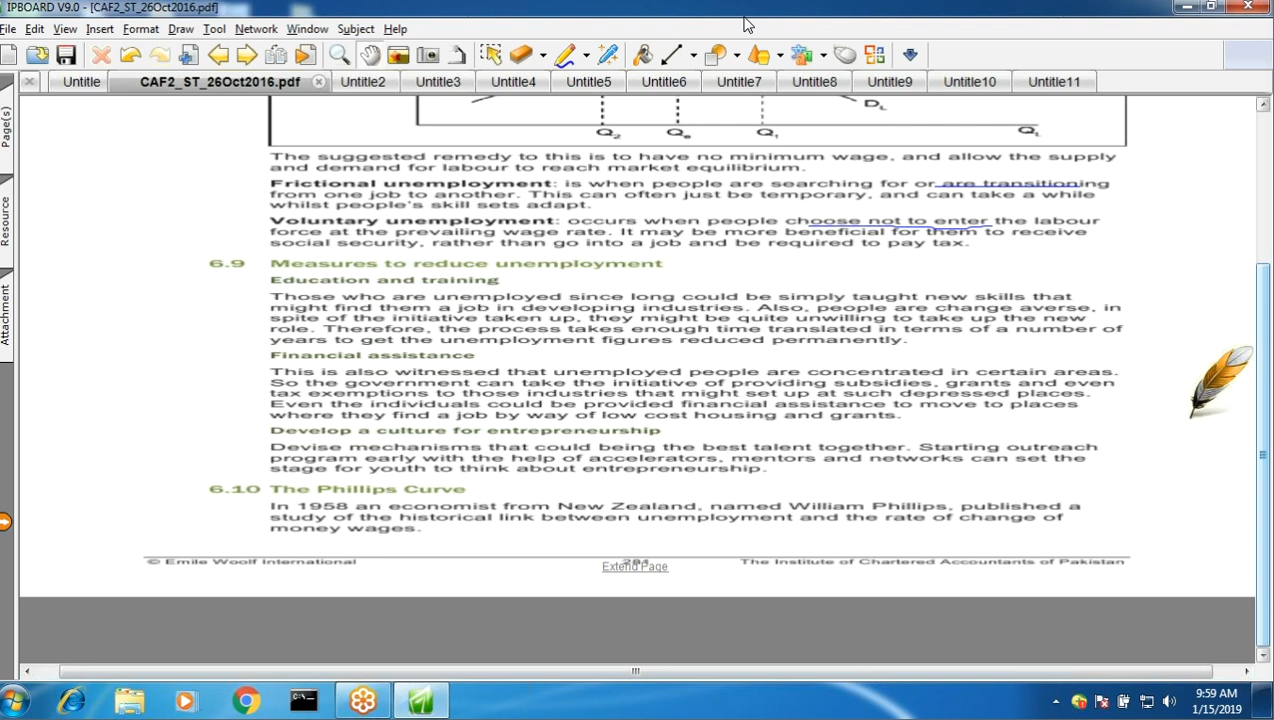 IPBOARD V9.0 - [CAF2_ST_26Oct2016.pdf]
File Edit View Insert Format Draw Tool Network Window Subject Help
Untitle CAF2_ST_26Oct2016.pdf Untitle2 Untitle3 Untitle4 Untitle5 Untitle6 Untitle7 Untitle8 Untitle9 Untitle10 Untitle11
Page(s)
Resource
Attachment
DL
Q2 Qe Q1 QL
The suggested remedy to this is to have no minimum wage, and allow the supply
and demand for labour to reach market equilibrium.
Frictional unemployment: is when people are searching for or are transitioning
from one job to another. This can often just be temporary, and can take a while
whilst people's skill sets adapt.
Voluntary unemployment: occurs when people choose not to enter the labour
force at the prevailing wage rate. It may be more beneficial for them to receive
social security, rather than go into a job and be required to pay tax.
6.9 Measures to reduce unemployment
Education and training
Those who are unemployed since long could be simply taught new skills that
might find them a job in developing industries. Also, people are change averse, in
spite of the initiative taken up, they might be quite unwilling to take up the new
role. Therefore, the process takes enough time translated in terms of a number of
years to get the unemployment figures reduced permanently.
Financial assistance
This is also witnessed that unemployed people are concentrated in certain areas.
So the government can take the initiative of providing subsidies, grants and even
tax exemptions to those industries that might set up at such depressed places.
Even the individuals could be provided financial assistance to move to places
where they find a job by way of low cost housing and grants.
Develop a culture for entrepreneurship
Devise mechanisms that could being the best talent together. Starting outreach
program early with the help of accelerators, mentors and networks can set the
stage for youth to think about entrepreneurship.
6.10 The Phillips Curve
In 1958 an economist from New Zealand, named William Phillips, published a
study of the historical link between unemployment and the rate of change of
money wages.
© Emile Woolf International The Institute of Chartered Accountants of Pakistan
Extend Page
9:59 AM
1/15/2019